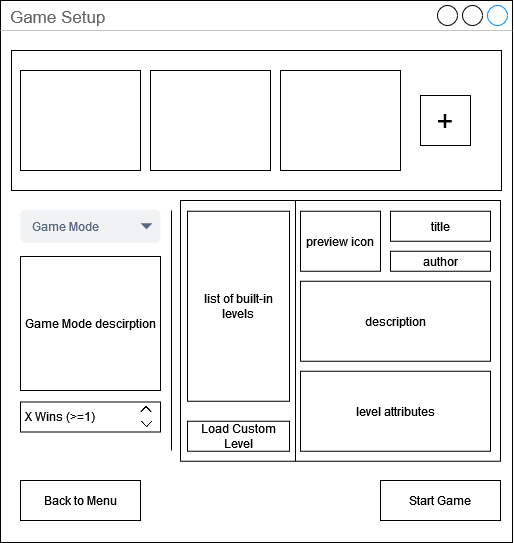 Game Setup
+
Game Mode
Game Mode descirption
X Wins (>=1)
list of built-in
levels
Load Custom
Level
preview icon
title
author
description
level attributes
Back to Menu
Start Game